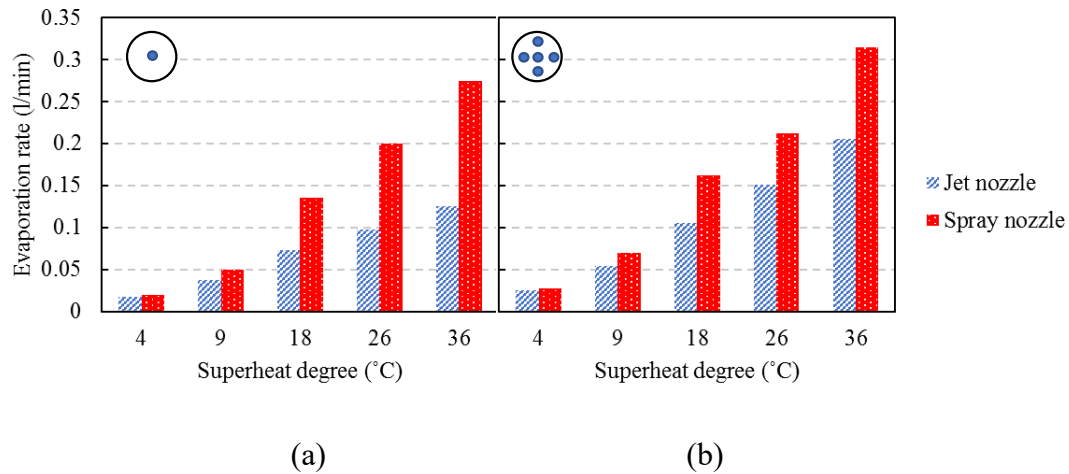 0.35
0.3
0.25
0.2
0.15
0.1
0.05
0
Evaporation rate (l/min)
4 9 18 26 36
Superheat degree (˚C)
(a)
4 9 18 26 36
Superheat degree (˚C)
(b)
Jet nozzle
Spray nozzle